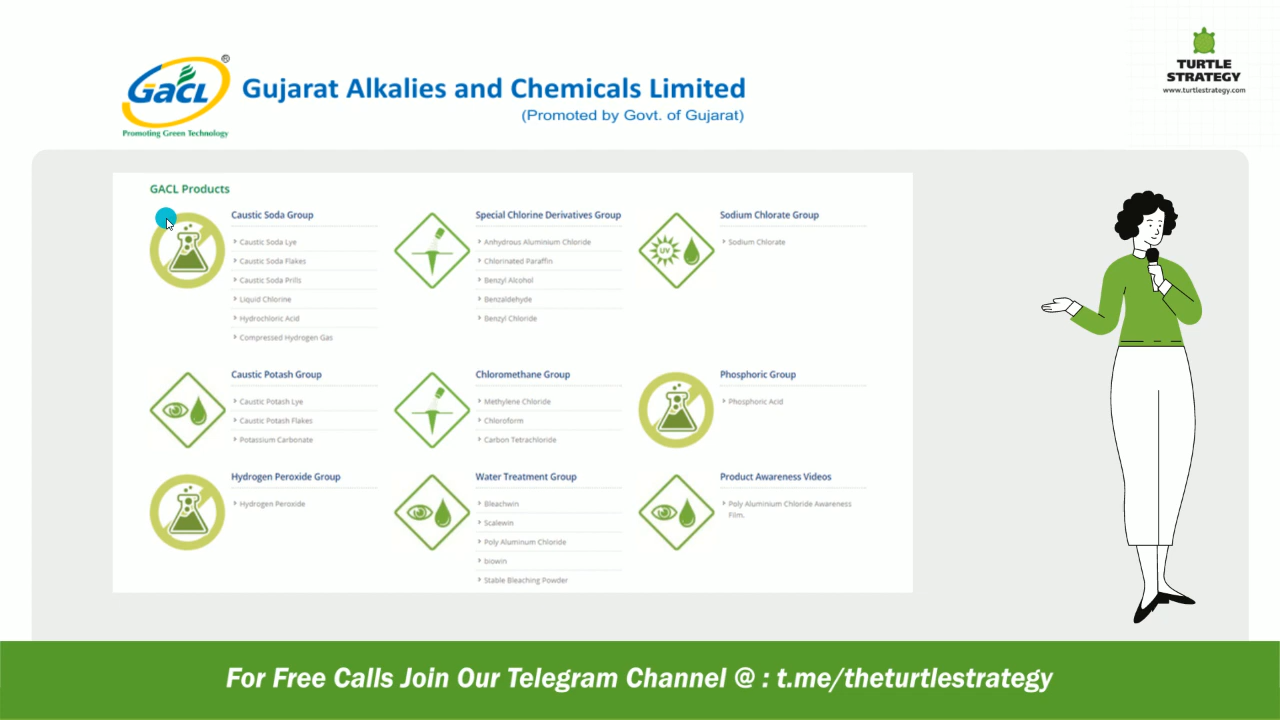 GACL
®
Promoting Green Technology
Gujarat Alkalies and Chemicals Limited
(Promoted by Govt. of Gujarat)
TURTLE
STRATEGY
www.turtlestrategy.com
GACL Products
Caustic Soda Group
Caustic Soda Lye
Caustic Soda Flakes
Caustic Soda Prills
Liquid Chlorine
Hydrochloric Acid
Compressed Hydrogen Gas
Special Chlorine Derivatives Group
Anhydrous Aluminium Chloride
Chlorinated Paraffin
Benzyl Alcohol
Benzaldehyde
Benzyl Chloride
UV
Sodium Chlorate Group
Sodium Chlorate
Caustic Potash Group
Caustic Potash Lye
Caustic Potash Flakes
Potassium Carbonate
Chloromethane Group
Methylene Chloride
Chloroform
Carbon Tetrachloride
Phosphoric Group
Phosphoric Acid
Hydrogen Peroxide Group
Hydrogen Peroxide
Water Treatment Group
Bleachwin
Scalewin
Poly Aluminum Chloride
biowin
Stable Bleaching Powder
Product Awareness Videos
Poly Aluminium Chloride Awareness
Film.
For Free Calls Join Our Telegram Channel @ : t.me/theturtlestrategy